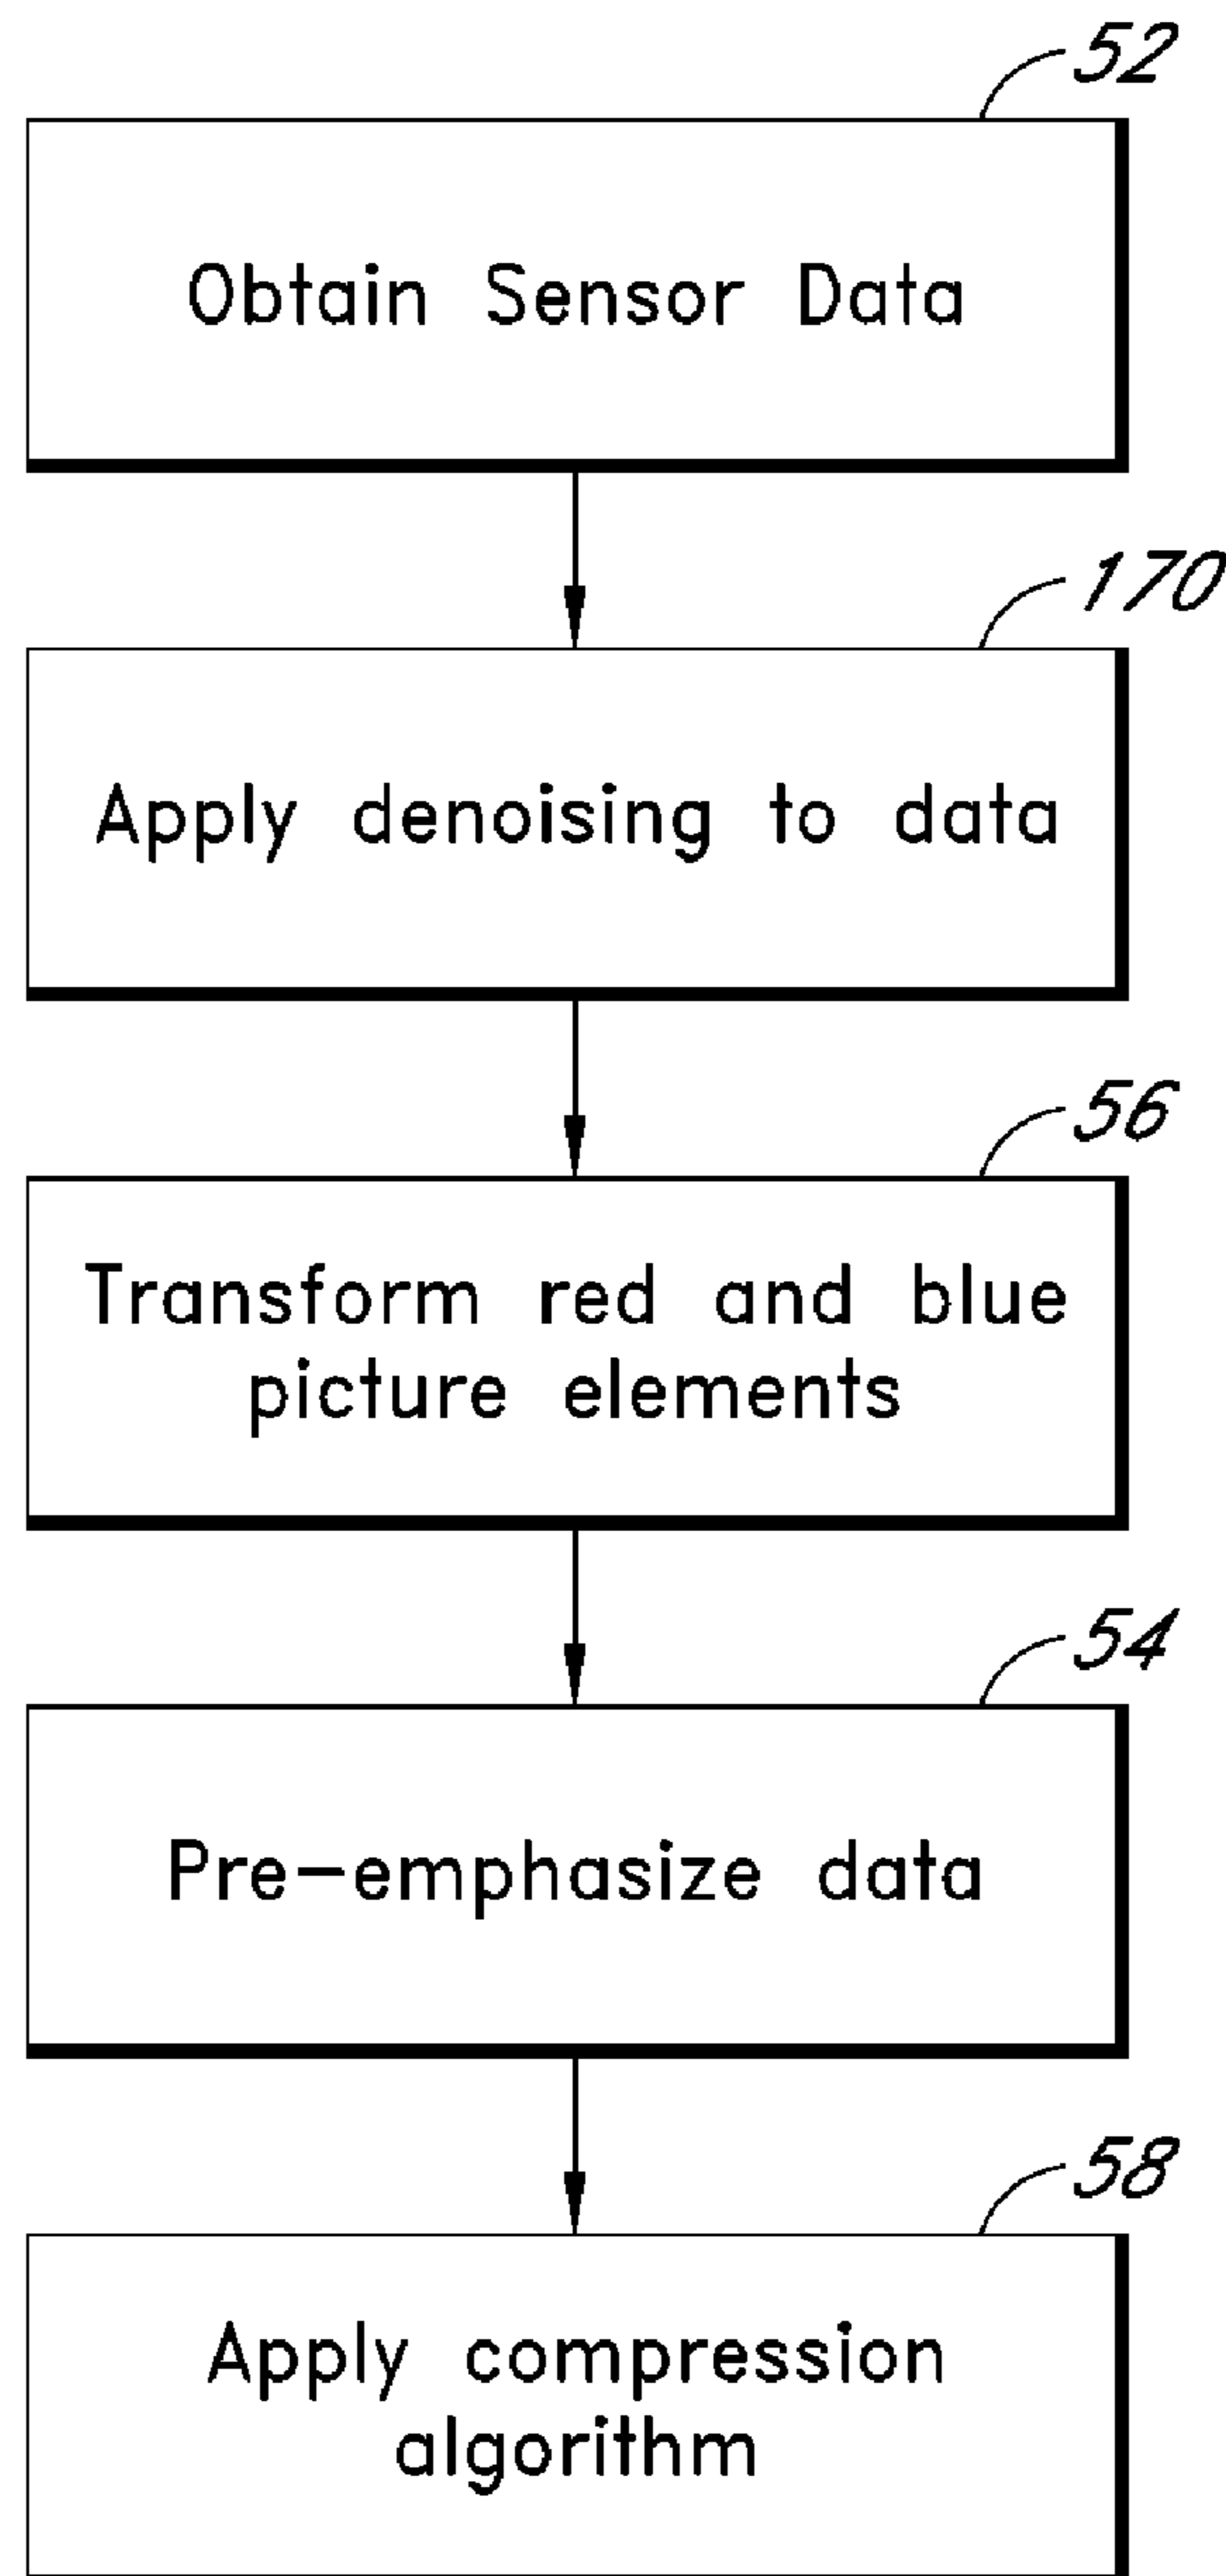 52
Obtain Sensor Data
170
Apply denoising to data
56
Transform red and blue
picture elements
54
Pre-emphasize data
58
Apply compression
algorithm